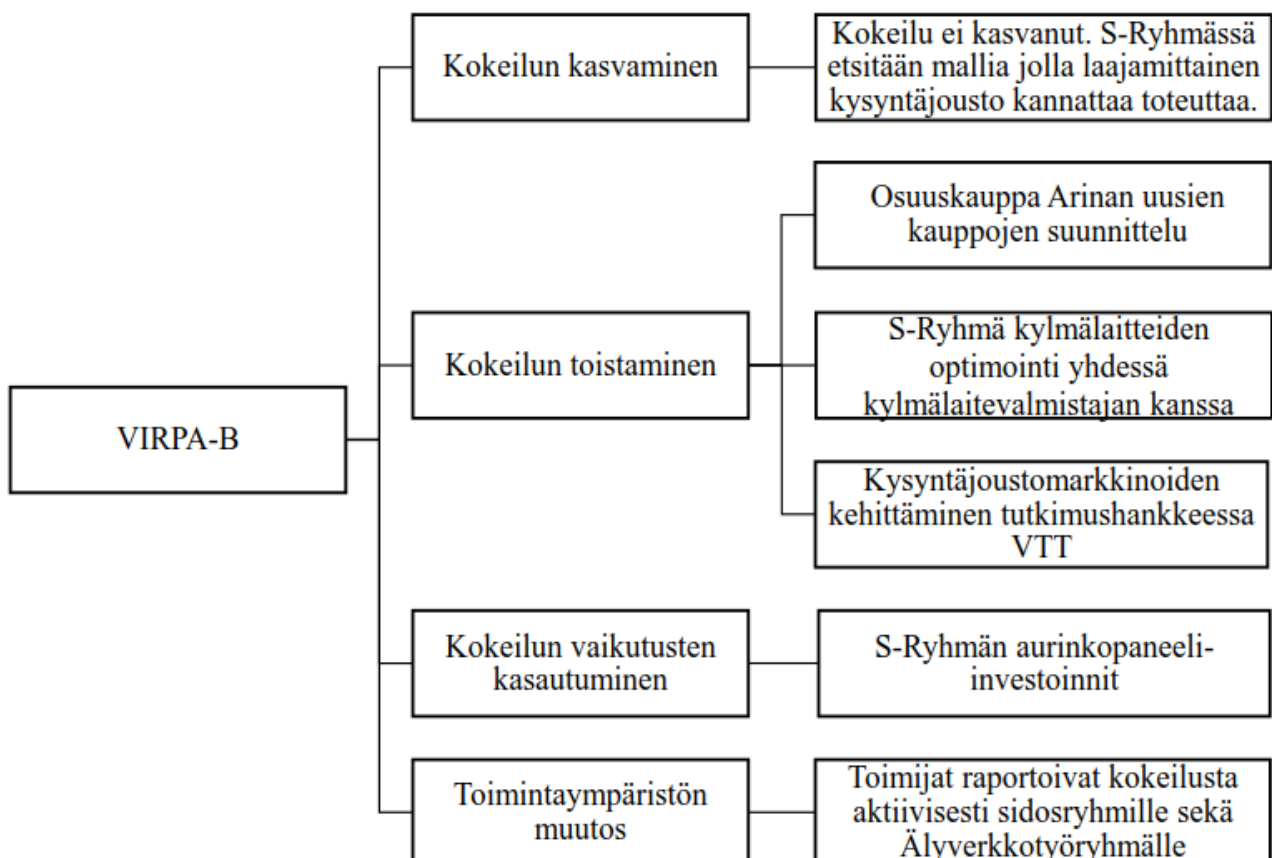 VIRPA-B
Kokeilun kasvaminen
Kokeilu ei kasvanut. S-Ryhmässä
etsitään mallia jolla laajamittainen
kysyntäjousto kannattaa toteuttaa.
Kokeilun toistaminen
Osuuskauppa Arinan uusien
kauppojen suunnittelu
S-Ryhmä kylmälaitteiden
optimointi yhdessä
kylmälaitevalmistajan kanssa
Kysyntäjoustomarkkinoiden
kehittäminen tutkimushankkeessa
VTT
Kokeilun vaikutusten
kasautuminen
S-Ryhmän aurinkopaneeli-
investoinnit
Toimintaympäristön
muutos
Toimijat raportoivat kokeilusta
aktiivisesti sidosryhmille sekä
Älyverkkotyöryhmälle